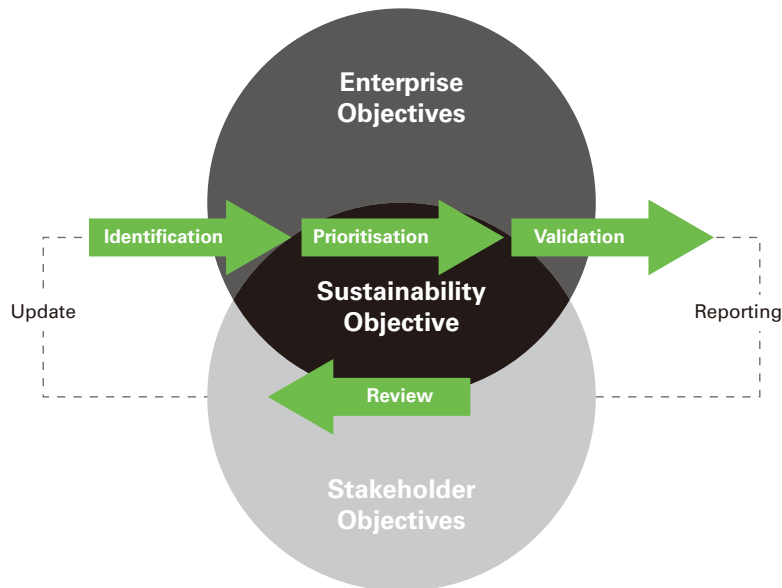 Enterprise
Objectives
Identification
Prioritisation
Validation
Sustainability
Objective
Update
Reporting
Review
Stakeholder
Objectives